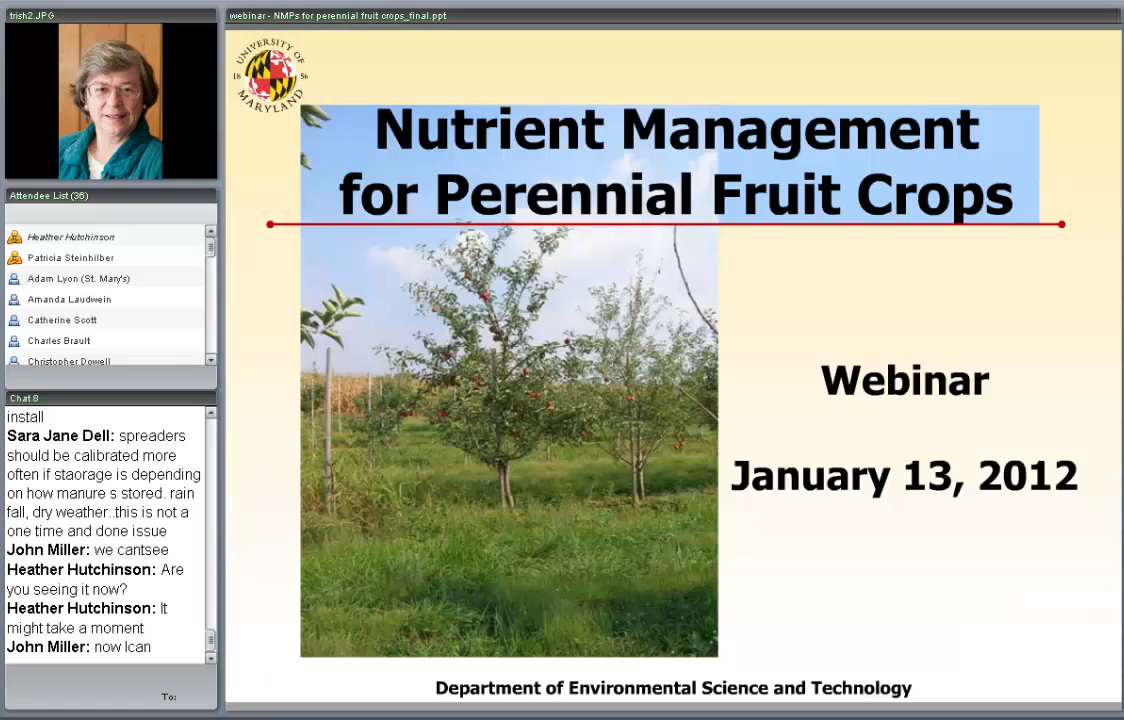 trish2.JPG
Attendee List (36)
Heather Hutchinson
Patricia Steinhilber
Adam Lyon (St. Mary's)
Amanda Laudwein
Catherine Scott
Charles Brault
Christopher Dowell
Chat 8
install
Sara Jane Dell: spreaders
should be calibrated more
often if staorage is depending
on how manure s stored. rain
fall, dry weather..this is not a
one time and done issue
John Miller: we cantsee
Heather Hutchinson: Are
you seeing it now?
Heather Hutchinson: It
might take a moment
John Miller: now Ican
To:
webinar - NMPs for perennial fruit crops_final.ppt
UNIVERSITY OF
18 56
MARYLAND
Nutrient Management
for Perennial Fruit Crops
Webinar
January 13, 2012
Department of Environmental Science and Technology